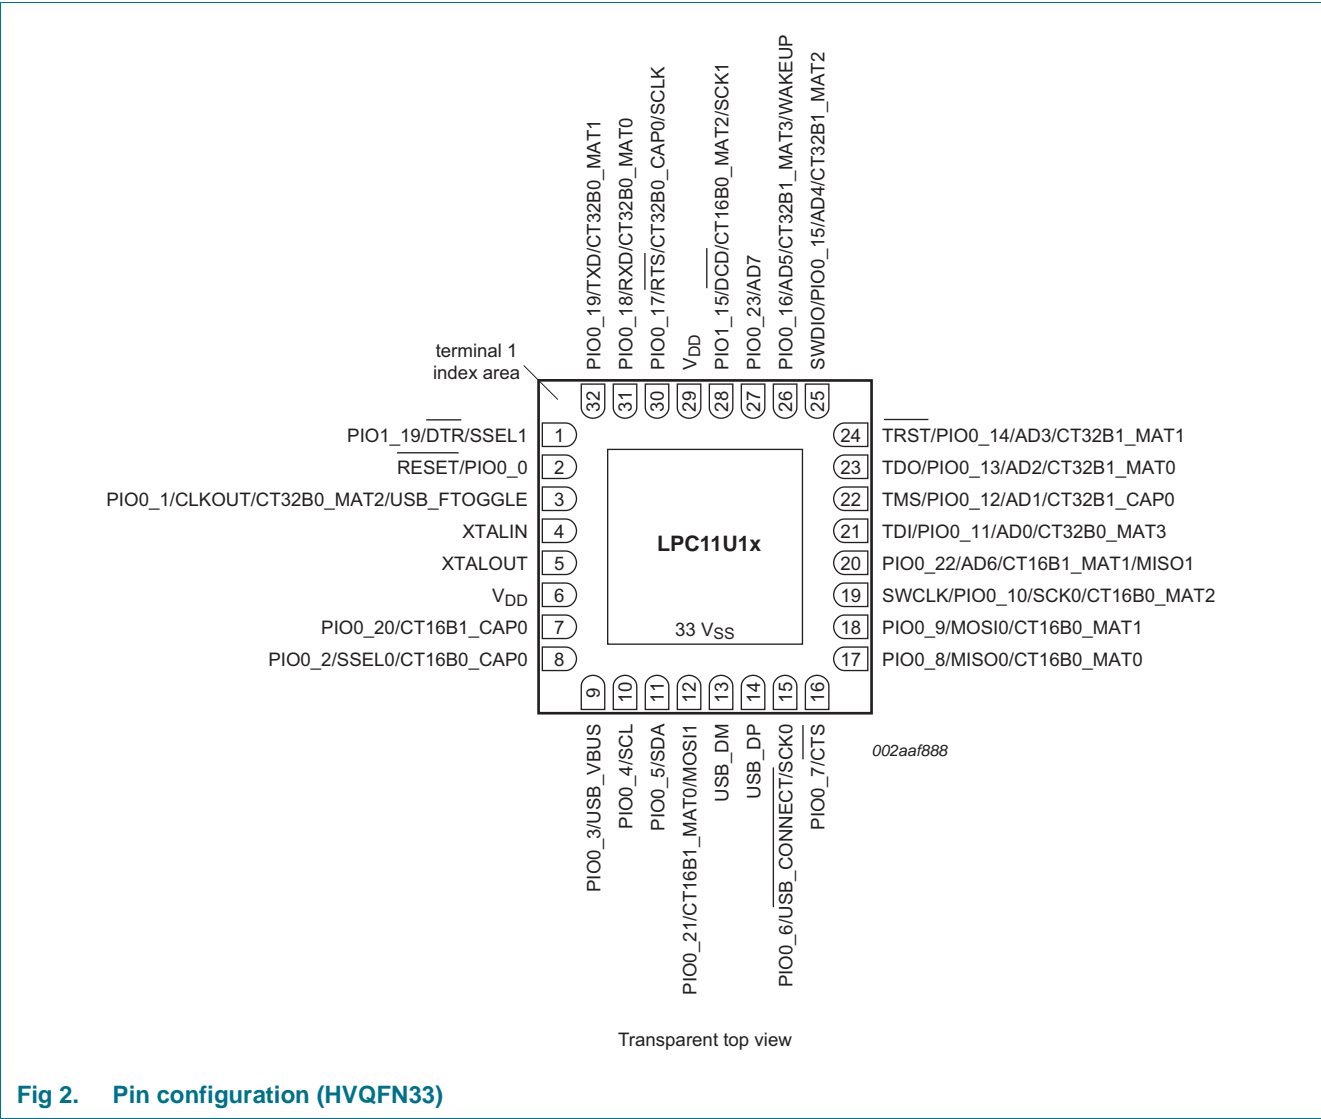 PIO0_19/TXD/CT32B0_MAT1
PIO0_18/RXD/CT32B0_MAT0
PIO0_17/RTS/CT32B0_CAP0/SCLK
VDD
PIO1_15/DCD/CT16B0_MAT2/SCK1
PIO0_23/AD7
PIO0_16/AD5/CT32B1_MAT3/WAKEUP
SWDIO/PIO0_15/AD4/CT32B1_MAT2
terminal 1
index area
32 31 30 29 28 27 26 25
PIO1_19/DTR/SSEL1 1
RESET/PIO0_0 2
PIO0_1/CLKOUT/CT32B0_MAT2/USB_FTOGGLE 3
XTALIN 4
XTALOUT 5
VDD 6
PIO0_20/CT16B1_CAP0 7
PIO0_2/SSEL0/CT16B0_CAP0 8
LPC11U1x
33 VSS
24 TRST/PIO0_14/AD3/CT32B1_MAT1
23 TDO/PIO0_13/AD2/CT32B1_MAT0
22 TMS/PIO0_12/AD1/CT32B1_CAP0
21 TDI/PIO0_11/AD0/CT32B0_MAT3
20 PIO0_22/AD6/CT16B1_MAT1/MISO1
19 SWCLK/PIO0_10/SCK0/CT16B0_MAT2
18 PIO0_9/MOSI0/CT16B0_MAT1
17 PIO0_8/MISO0/CT16B0_MAT0
9 10 11 12 13 14 15 16
PIO0_3/USB_VBUS
PIO0_4/SCL
PIO0_5/SDA
PIO0_21/CT16B1_MAT0/MOSI1
USB_DM
USB_DP
PIO0_6/USB_CONNECT/SCK0
PIO0_7/CTS
002aaf888
Transparent top view
Fig 2. Pin configuration (HVQFN33)